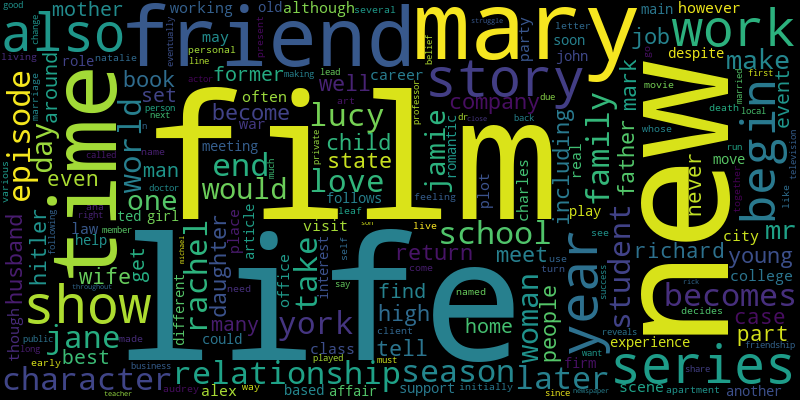 good
change
living
also
natalie
role
working
friend
old
although
several
may
personal
line
mary
main
however
struggle
letter
soon
party
belief
job
john
despite
go
work
make
episode
day
around
book
set
former
often
well
career
actor
making
lead
story
company
due
mark
movie
death
married
first
local
event
time
world
become
war
lucy
child
state
art
professor
private
dr
back
close
jamie
romantic
charles
plot
including
real
family
father
new
never
move
run
whose
together
begin
like
television
various
even
man
person
next
n
meeting
end
would
love
film
one
name
called
doctor
much
follows
feeling
leaf
live
play
see
city
mr
husband
hitler
though
long
law
help
following
wife
get
ted
girl
right
member
ana
rachel
daughter
place
article
visit
interest
self
son
school
return
meet
woman
people
student
year
richard
young
college
show
jane
best
public
early
made
different
michael
many
could
need
office
york
class
say
take
life
come
find
high
tell
client
home
named
use
turn
firm
want
success
reveals
experience
decides
becomes
case
part
rick
friendship
character
throughout
business
teacher
audrey
alex
way
relationship
based
played
affair
must
support
season
initially
later
since
newspaper
scene
apartment
share
series
another